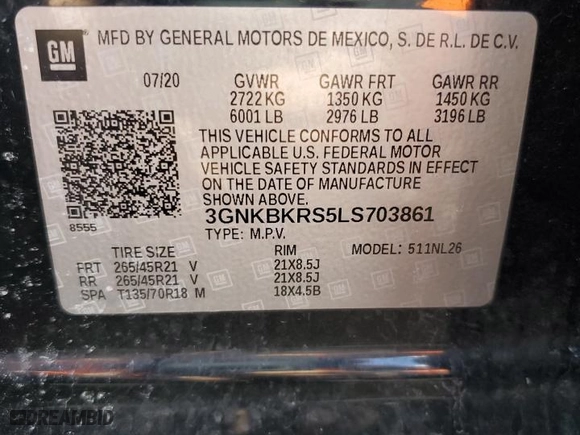 GM
MFD BY GENERAL MOTORS DE MEXICO, S. DE R.L. DE C.V.
07/20 GVWR GAWR FRT GAWR RR
2722 KG 1350 KG 1450 KG
6001 LB 2976 LB 3196 LB
THIS VEHICLE CONFORMS TO ALL
APPLICABLE U.S. FEDERAL MOTOR
VEHICLE SAFETY STANDARDS IN EFFECT
ON THE DATE OF MANUFACTURE SHOWN ABOVE.
3GNKBKRS5LS703861
8555
TYPE: M.P.V.
TIRE SIZE RIM MODEL: 511NL26
FRT 265/45R21 V 21X8.5J
RR 265/45R21 V 21X8.5J
SPA T135/70R18 M 18X4.5B
DREAMBID